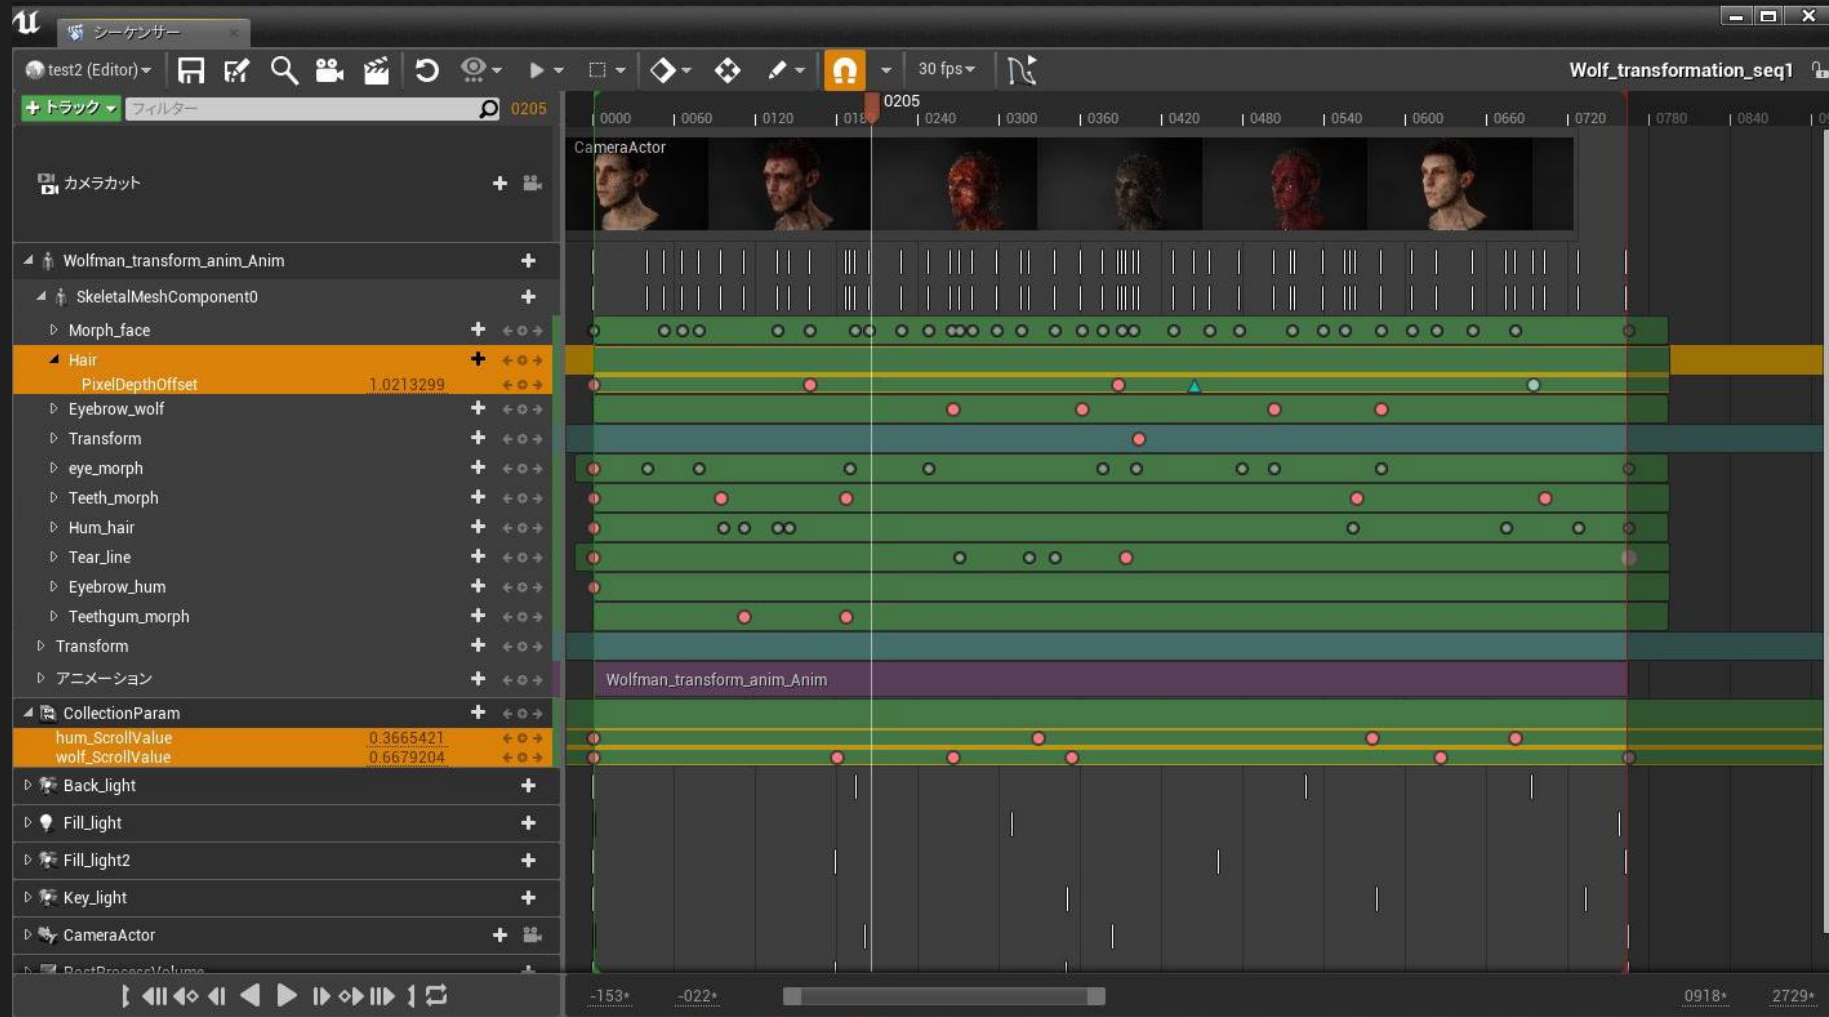 シーケンサー
test2 (Editor)
30 fps
Wolf_transformation_seq1
トラック
フィルター
0205
0205
0000 0060 0120 0240 0300 0360 0420 0480 0540 0600 0660 0720 0780 0840
カメラカット
CameraActor
Wolfman_transform_anim_Anim
SkeletalMeshComponent0
Morph_face
Hair
PixelDepthOffset 1.0213299
Eyebrow_wolf
Transform
eye_morph
Teeth_morph
Hum_hair
Tear_line
Eyebrow_hum
Teethgum_morph
Transform
アニメーション
Wolfman_transform_anim_Anim
CollectionParam
hum_ScrollValue 0.3665421
wolf_ScrollValue 0.6679204
Back_light
Fill_light
Fill_light2
Key_light
CameraActor
PostProcessVolume
-153* -022* 0918* 2729*